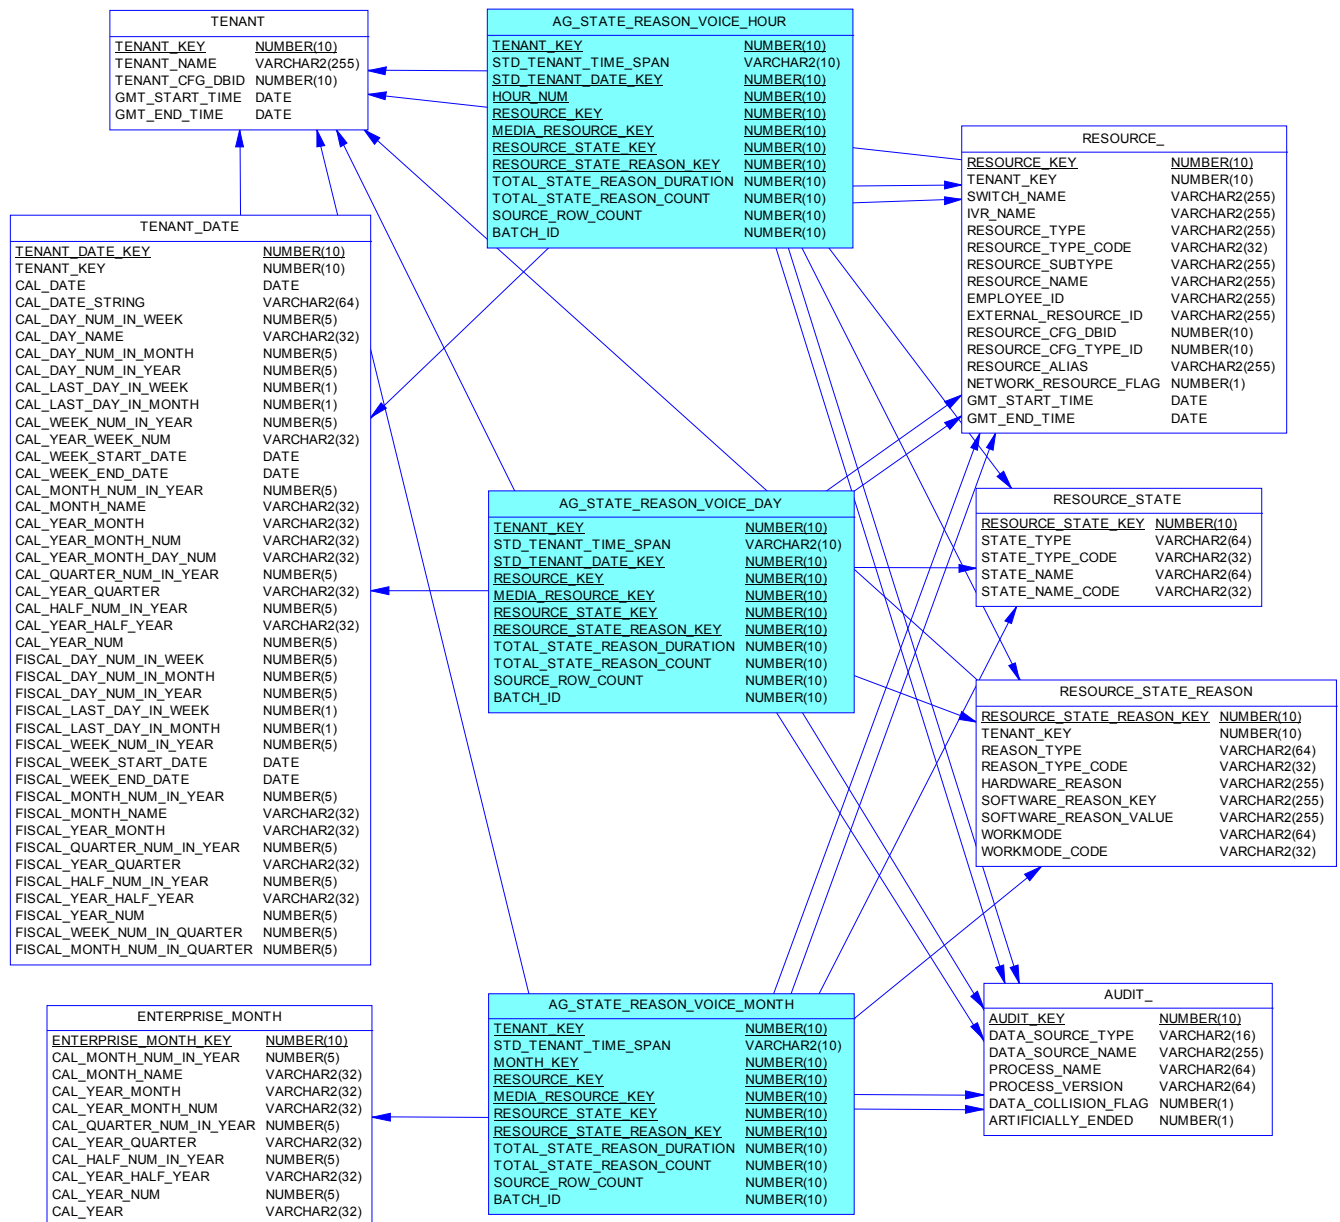 TENANT
TENANT_KEY NUMBER(10)
TENANT_NAME VARCHAR2(255)
TENANT_CFG_DBID NUMBER(10)
GMT_START_TIME DATE
GMT_END_TIME DATE
AG_STATE_REASON_VOICE_HOUR
TENANT_KEY NUMBER(10)
STD_TENANT_TIME_SPAN VARCHAR2(10)
STD_TENANT_DATE_KEY NUMBER(10)
HOUR_NUM NUMBER(10)
RESOURCE_KEY NUMBER(10)
MEDIA_RESOURCE_KEY NUMBER(10)
RESOURCE_STATE_KEY NUMBER(10)
RESOURCE_STATE_REASON_KEY NUMBER(10)
TOTAL_STATE_REASON_DURATION NUMBER(10)
TOTAL_STATE_REASON_COUNT NUMBER(10)
SOURCE_ROW_COUNT NUMBER(10)
BATCH_ID NUMBER(10)
RESOURCE_
RESOURCE_KEY NUMBER(10)
TENANT_KEY NUMBER(10)
SWITCH_NAME VARCHAR2(255)
IVR_NAME VARCHAR2(255)
RESOURCE_TYPE VARCHAR2(255)
RESOURCE_TYPE_CODE VARCHAR2(32)
RESOURCE_SUBTYPE VARCHAR2(255)
RESOURCE_NAME VARCHAR2(255)
EMPLOYEE_ID VARCHAR2(255)
EXTERNAL_RESOURCE_ID VARCHAR2(255)
RESOURCE_CFG_DBID NUMBER(10)
RESOURCE_CFG_TYPE_ID NUMBER(10)
RESOURCE_ALIAS VARCHAR2(255)
NETWORK_RESOURCE_FLAG NUMBER(1)
GMT_START_TIME DATE
GMT_END_TIME DATE
TENANT_DATE
TENANT_DATE_KEY NUMBER(10)
TENANT_KEY NUMBER(10)
CAL_DATE DATE
CAL_DATE_STRING VARCHAR2(64)
CAL_DAY_NUM_IN_WEEK NUMBER(5)
CAL_DAY_NAME VARCHAR2(32)
CAL_DAY_NUM_IN_MONTH NUMBER(5)
CAL_DAY_NUM_IN_YEAR NUMBER(5)
CAL_LAST_DAY_IN_WEEK NUMBER(1)
CAL_LAST_DAY_IN_MONTH NUMBER(1)
CAL_WEEK_NUM_IN_YEAR NUMBER(5)
CAL_YEAR_WEEK_NUM VARCHAR2(32)
CAL_WEEK_START_DATE DATE
CAL_WEEK_END_DATE DATE
CAL_MONTH_NUM_IN_YEAR NUMBER(5)
CAL_MONTH_NAME VARCHAR2(32)
CAL_YEAR_MONTH VARCHAR2(32)
CAL_YEAR_MONTH_NUM VARCHAR2(32)
CAL_YEAR_MONTH_DAY_NUM VARCHAR2(32)
CAL_QUARTER_NUM_IN_YEAR NUMBER(5)
CAL_YEAR_QUARTER VARCHAR2(32)
CAL_HALF_NUM_IN_YEAR NUMBER(5)
CAL_YEAR_HALF_YEAR VARCHAR2(32)
CAL_YEAR_NUM NUMBER(5)
FISCAL_DAY_NUM_IN_WEEK NUMBER(5)
FISCAL_DAY_NUM_IN_MONTH NUMBER(5)
FISCAL_DAY_NUM_IN_YEAR NUMBER(5)
FISCAL_LAST_DAY_IN_WEEK NUMBER(1)
FISCAL_LAST_DAY_IN_MONTH NUMBER(1)
FISCAL_WEEK_NUM_IN_YEAR NUMBER(5)
FISCAL_WEEK_START_DATE DATE
FISCAL_WEEK_END_DATE DATE
FISCAL_MONTH_NUM_IN_YEAR NUMBER(5)
FISCAL_MONTH_NAME VARCHAR2(32)
FISCAL_YEAR_MONTH VARCHAR2(32)
FISCAL_QUARTER_NUM_IN_YEAR NUMBER(5)
FISCAL_YEAR_QUARTER VARCHAR2(32)
FISCAL_HALF_NUM_IN_YEAR NUMBER(5)
FISCAL_YEAR_HALF_YEAR VARCHAR2(32)
FISCAL_YEAR_NUM NUMBER(5)
FISCAL_WEEK_NUM_IN_QUARTER NUMBER(5)
FISCAL_MONTH_NUM_IN_QUARTER NUMBER(5)
AG_STATE_REASON_VOICE_DAY
TENANT_KEY NUMBER(10)
STD_TENANT_TIME_SPAN VARCHAR2(10)
STD_TENANT_DATE_KEY NUMBER(10)
RESOURCE_KEY NUMBER(10)
MEDIA_RESOURCE_KEY NUMBER(10)
RESOURCE_STATE_KEY NUMBER(10)
RESOURCE_STATE_REASON_KEY NUMBER(10)
TOTAL_STATE_REASON_DURATION NUMBER(10)
TOTAL_STATE_REASON_COUNT NUMBER(10)
SOURCE_ROW_COUNT NUMBER(10)
BATCH_ID NUMBER(10)
RESOURCE_STATE
RESOURCE_STATE_KEY NUMBER(10)
STATE_TYPE VARCHAR2(64)
STATE_TYPE_CODE VARCHAR2(32)
STATE_NAME VARCHAR2(64)
STATE_NAME_CODE VARCHAR2(32)
RESOURCE_STATE_REASON
RESOURCE_STATE_REASON_KEY NUMBER(10)
TENANT_KEY NUMBER(10)
REASON_TYPE VARCHAR2(64)
REASON_TYPE_CODE VARCHAR2(32)
HARDWARE_REASON VARCHAR2(255)
SOFTWARE_REASON_KEY VARCHAR2(255)
SOFTWARE_REASON_VALUE VARCHAR2(255)
WORKMODE VARCHAR2(64)
WORKMODE_CODE VARCHAR2(32)
ENTERPRISE_MONTH
ENTERPRISE_MONTH_KEY NUMBER(10)
CAL_MONTH_NUM_IN_YEAR NUMBER(5)
CAL_MONTH_NAME VARCHAR2(32)
CAL_YEAR_MONTH VARCHAR2(32)
CAL_YEAR_MONTH_NUM VARCHAR2(32)
CAL_QUARTER_NUM_IN_YEAR NUMBER(5)
CAL_YEAR_QUARTER VARCHAR2(32)
CAL_HALF_NUM_IN_YEAR NUMBER(5)
CAL_YEAR_HALF_YEAR VARCHAR2(32)
CAL_YEAR_NUM NUMBER(5)
CAL_YEAR VARCHAR2(32)
AG_STATE_REASON_VOICE_MONTH
TENANT_KEY NUMBER(10)
STD_TENANT_TIME_SPAN VARCHAR2(10)
MONTH_KEY NUMBER(10)
RESOURCE_KEY NUMBER(10)
MEDIA_RESOURCE_KEY NUMBER(10)
RESOURCE_STATE_KEY NUMBER(10)
RESOURCE_STATE_REASON_KEY NUMBER(10)
TOTAL_STATE_REASON_DURATION NUMBER(10)
TOTAL_STATE_REASON_COUNT NUMBER(10)
SOURCE_ROW_COUNT NUMBER(10)
BATCH_ID NUMBER(10)
AUDIT_
AUDIT_KEY NUMBER(10)
DATA_SOURCE_TYPE VARCHAR2(16)
DATA_SOURCE_NAME VARCHAR2(255)
PROCESS_NAME VARCHAR2(64)
PROCESS_VERSION VARCHAR2(64)
DATA_COLLISION_FLAG NUMBER(1)
ARTIFICIALLY_ENDED NUMBER(1)